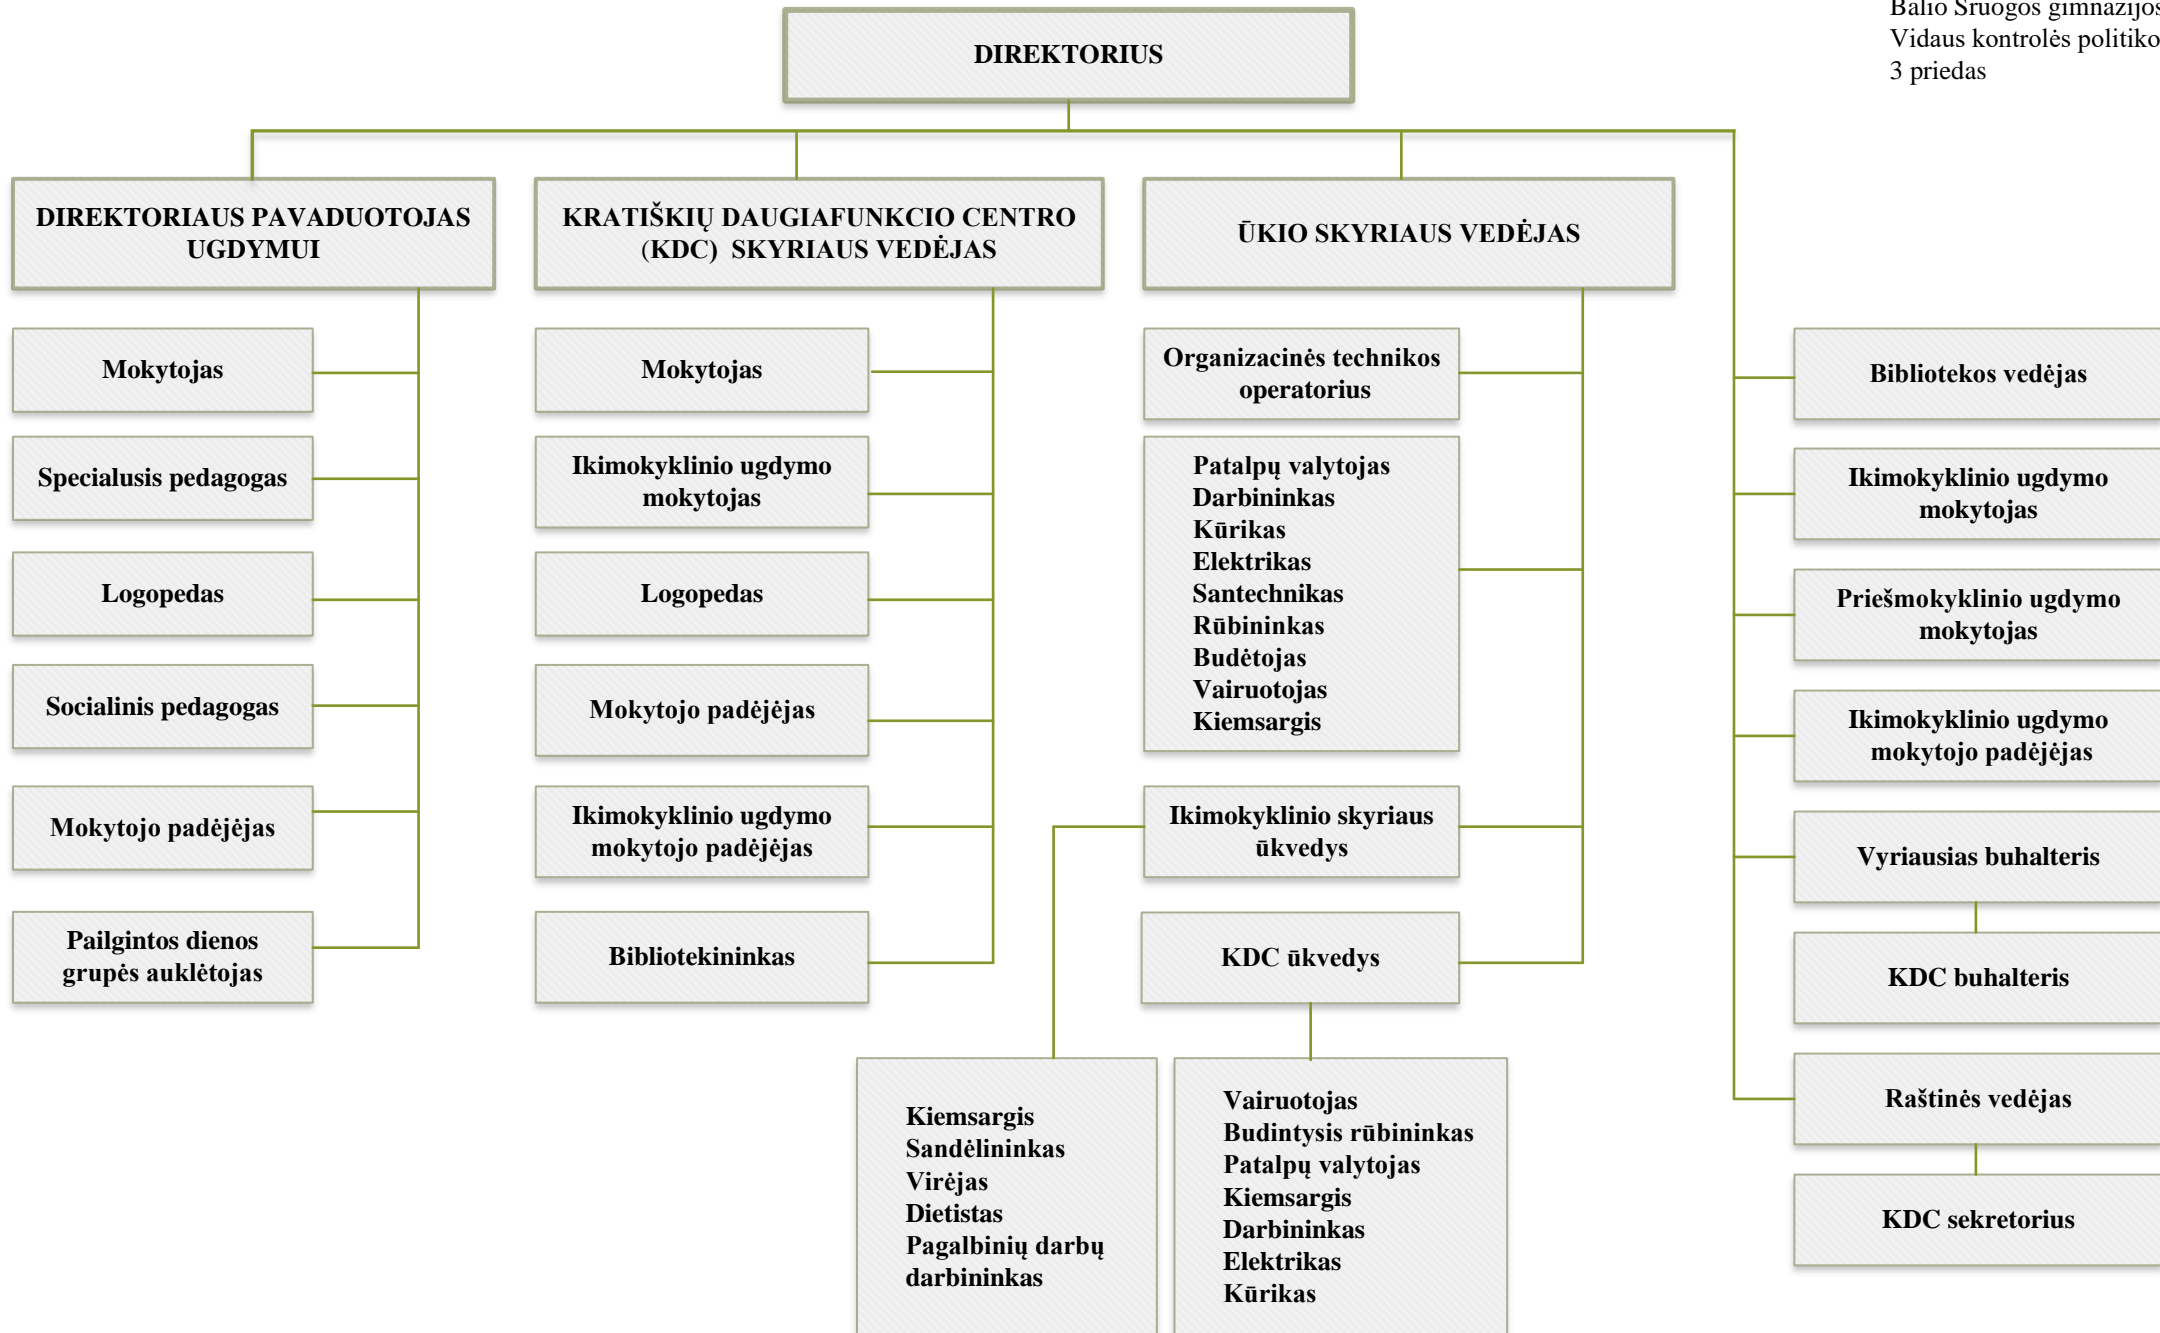 Balio Sruogos gimnazijos
Vidaus kontrolės politiko
3 priedas
DIREKTORIUS
DIREKTORIAUS PAVADUOTOJAS
UGDYMUI
KRATIŠKIŲ DAUGIAFUNKCIO CENTRO
(KDC) SKYRIAUS VEDĖJAS
ŪKIO SKYRIAUS VEDĖJAS
Mokytojas
Specialusis pedagogas
Logopedas
Socialinis pedagogas
Mokytojo padėjėjas
Pailgintos dienos
grupės auklėtojas
Mokytojas
Ikimokyklinio ugdymo
mokytojas
Logopedas
Mokytojo padėjėjas
Ikimokyklinio ugdymo
mokytojo padėjėjas
Bibliotekininkas
Organizacinės technikos
operatorius
Patalpų valytojas
Darbininkas
Kūrikas
Elektrikas
Santechnikas
Rūbininkas
Budėtojas
Vairuotojas
Kiemsargis
Ikimokyklinio skyriaus
ūkvedys
KDC ūkvedys
Kiemsargis
Sandėlininkas
Virėjas
Dietistas
Pagalbinių darbų
darbininkas
Vairuotojas
Budintysis rūbininkas
Patalpų valytojas
Kiemsargis
Darbininkas
Elektrikas
Kūrikas
Bibliotekos vedėjas
Ikimokyklinio ugdymo
mokytojas
Priešmokyklinio ugdymo
mokytojas
Ikimokyklinio ugdymo
mokytojo padėjėjas
Vyriausias buhalteris
KDC buhalteris
Raštinės vedėjas
KDC sekretorius